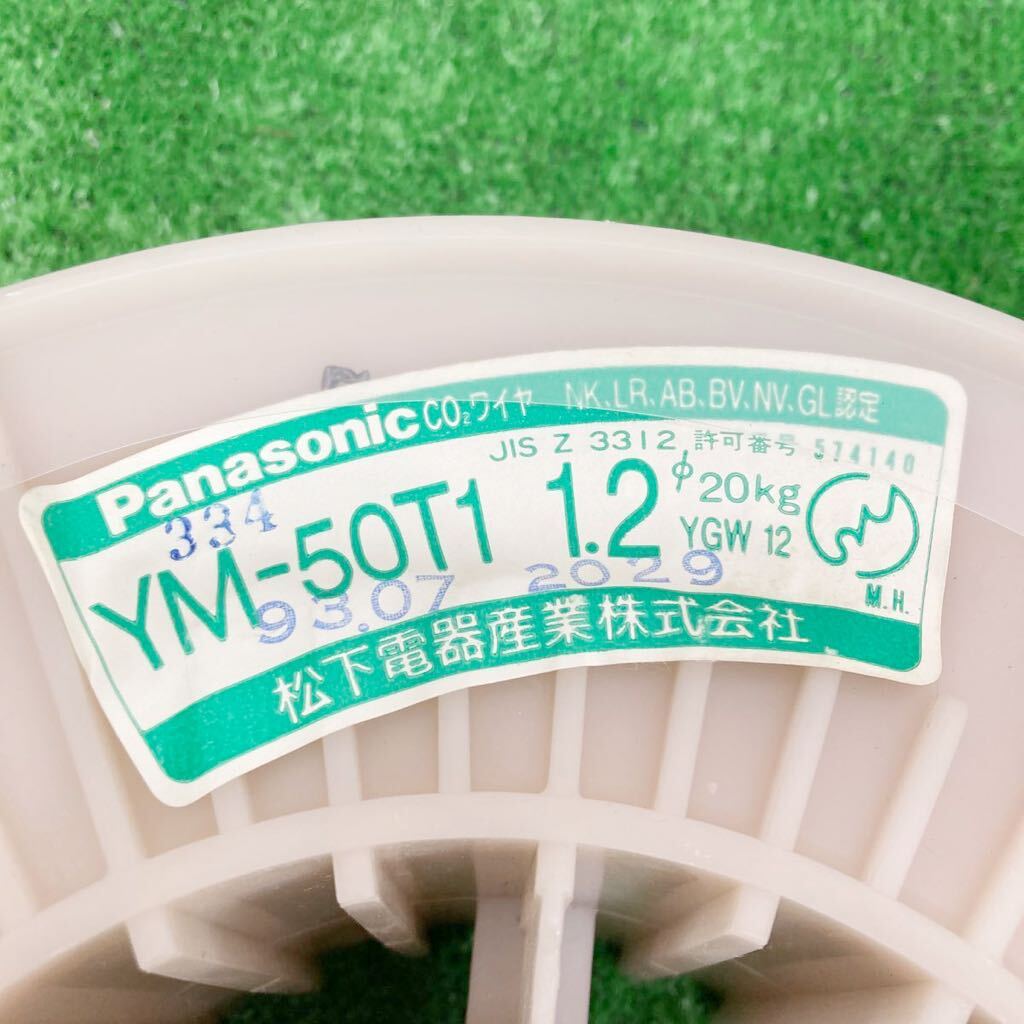 Panasonic CO₂ワイヤ NK、LR、AB、BV、NV、GL認定
JIS Z 3312 許可番号 574140
334
YM-50T1 1.2φ 20kg
YGW 12
93.07 2029
M.H.
松下電器産業株式会社